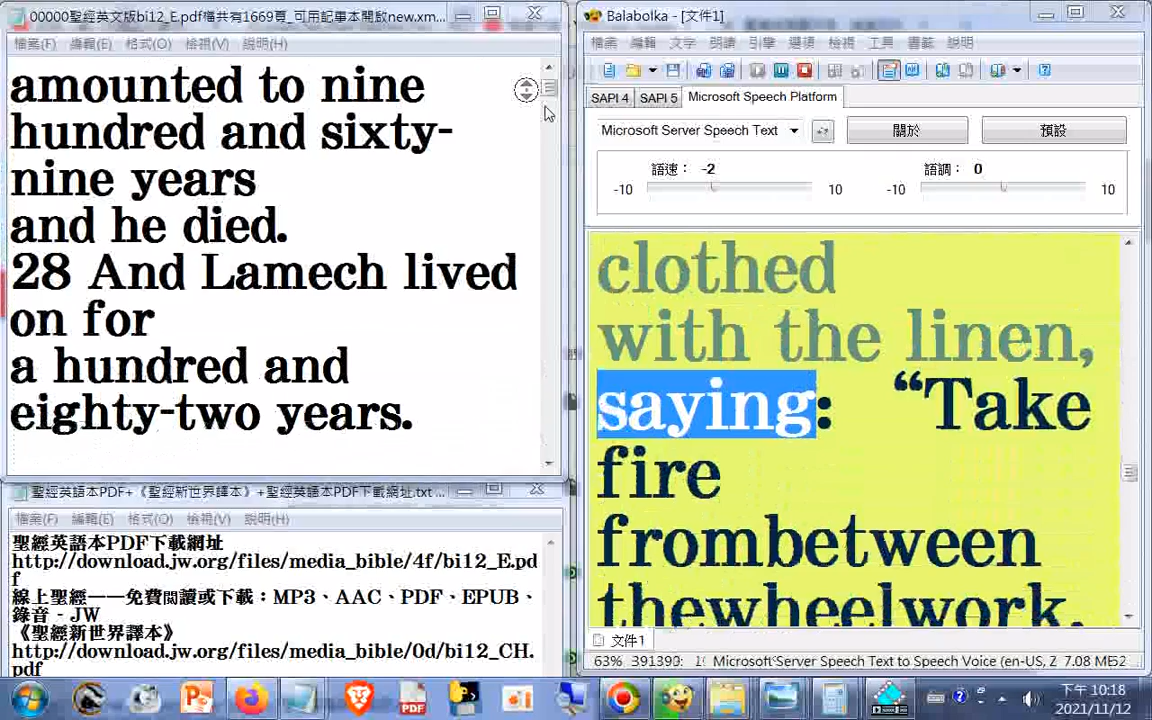 00000聖經英文版bi12_E.pdf檔共有1669頁_可用記事本開啟new.xm...
檔案(F) 編輯(E) 格式(O) 檢視(V) 說明(H)
amounted to nine
hundred and sixty-
nine years
and he died.
28 And Lamech lived
on for
a hundred and
eighty-two years.
聖經英語本PDF+《聖經新世界譯本》+聖經英語本PDF下載網址.txt ...
檔案(F) 編輯(E) 格式(O) 檢視(V) 說明(H)
聖經英語本PDF下載網址
http://download.jw.org/files/media_bible/4f/bi12_E.pd
f
線上聖經——免費閱讀或下載：MP3、AAC、PDF、EPUB、
錄音 - JW
《聖經新世界譯本》
http://download.jw.org/files/media_bible/0d/bi12_CH.
pdf
Balabolka - [文件1]
檔案 編輯 文字 朗讀 引擎 選項 檢視 工具 書籤 說明
SAPI 4 SAPI 5 Microsoft Speech Platform
Microsoft Server Speech Text 關於 預設
語速： -2 語調： 0
-10 10 -10 10
clothed
with the linen,
saying: “Take
fire
frombetween
thewheelwork,
文件1
63% Microsoft Server Speech Text to Speech Voice (en-US, Z 7.08 MB
下午 10:18
2021/11/12